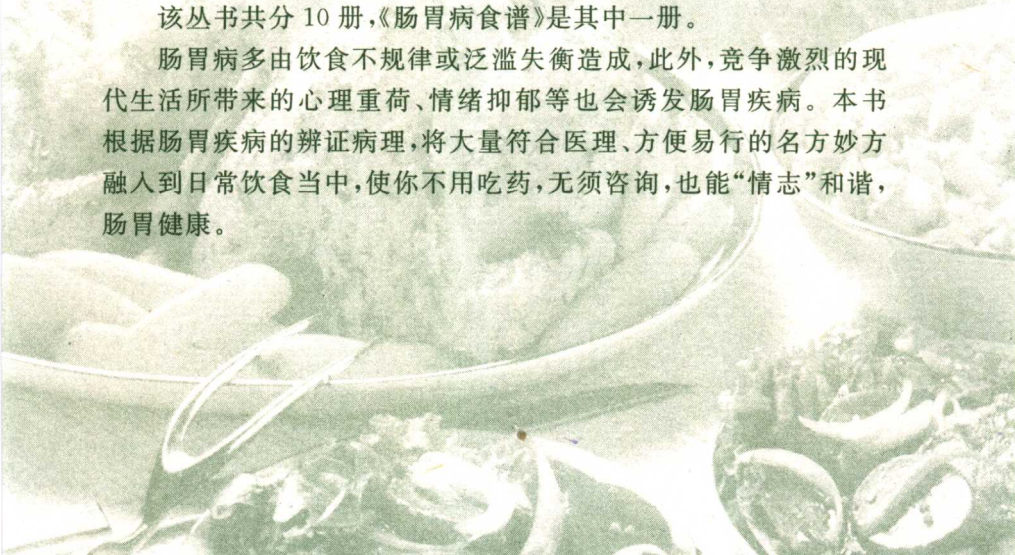 该丛书共分 10 册,《肠胃病食谱》是其中一册。
肠胃病多由饮食不规律或泛滥失衡造成,此外,竞争激烈的现
代生活所带来的心理重荷、情绪抑郁等也会诱发肠胃疾病。本书
根据肠胃疾病的辨证病理,将大量符合医理、方便易行的名方妙方
融入到日常饮食当中,使你不用吃药,无须咨询,也能“情志”和谐,
肠胃健康。